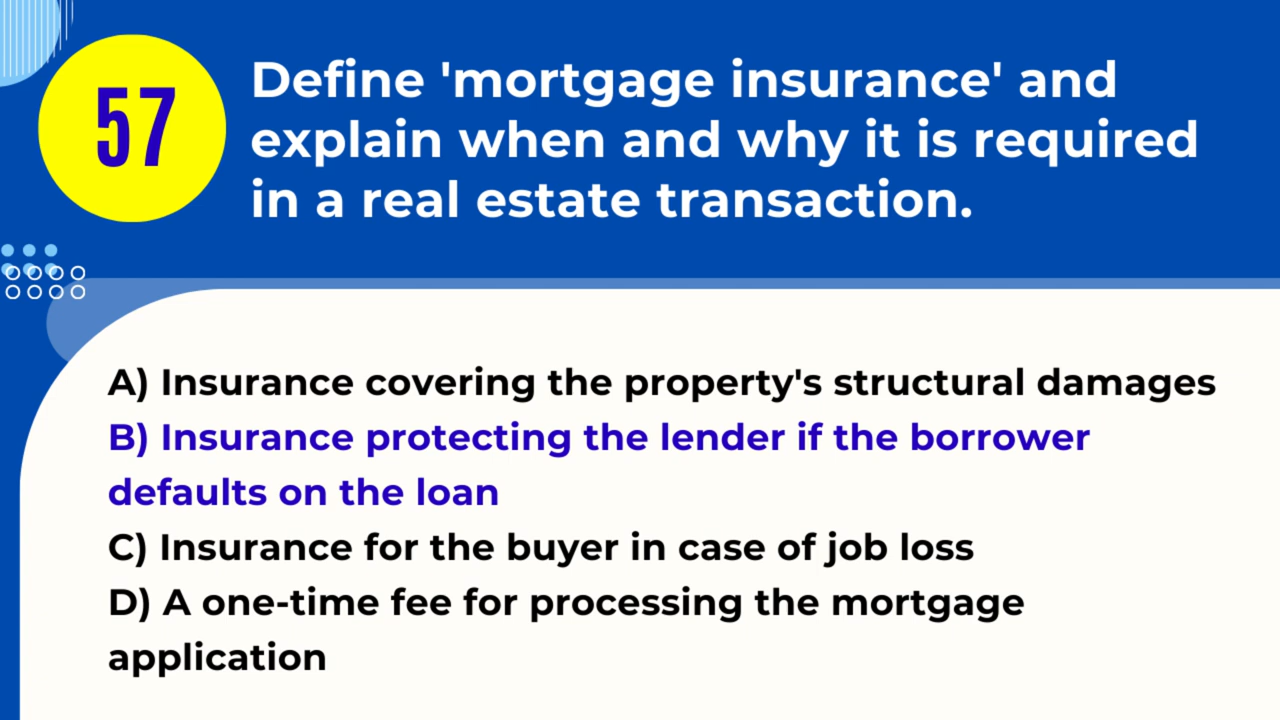 57
Define 'mortgage insurance' and
explain when and why it is required
in a real estate transaction.
A) Insurance covering the property's structural damages
B) Insurance protecting the lender if the borrower
defaults on the loan
C) Insurance for the buyer in case of job loss
D) A one-time fee for processing the mortgage
application